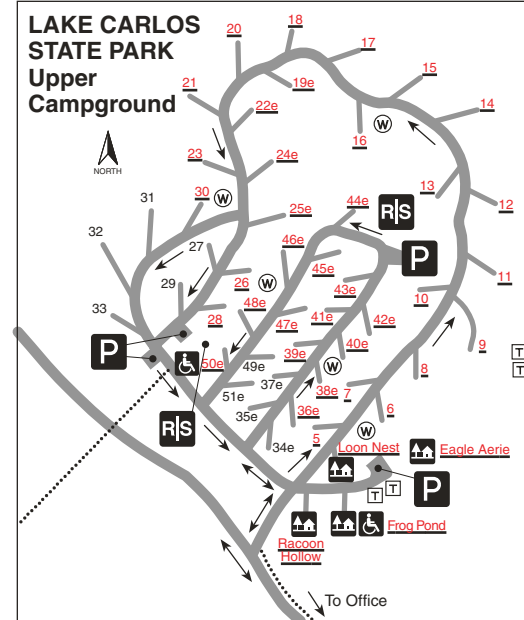 LAKE CARLOS
STATE PARK
Upper
Campground
NORTH
18
20
17
19e
15
21
22e
14
W
16
23
24e
13
30
W
44e
R|S
12
31
25e
32
27
46e
P
45e
11
29
26
W
43e
10
48e
33
28
47e
41e
42e
9
P
50e
49e
39e
40e
T
T
37e
W
38e
7
8
51e
35e
36e
6
R|S
34e
5
W
Loon Nest
Eagle Aerie
P
T
T
Frog Pond
Racoon
Hollow
To Office